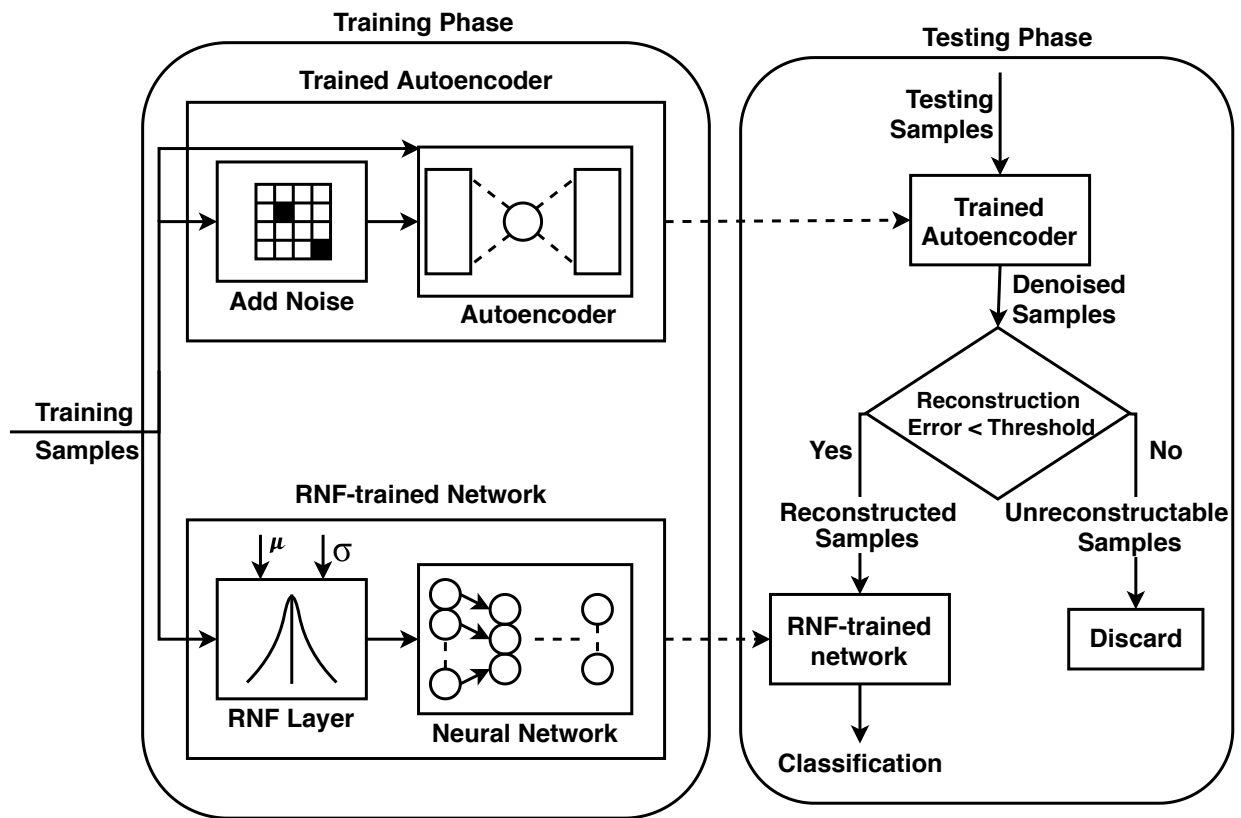 Training Phase
Trained Autoencoder
Add Noise
Autoencoder
Training
Samples
RNF-trained Network
μ
σ
RNF Layer
Neural Network
Testing Phase
Testing
Samples
Trained
Autoencoder
Denoised
Samples
Reconstruction
Error < Threshold
Yes
No
Reconstructed
Samples
Unreconstructable
Samples
RNF-trained
network
Discard
Classification